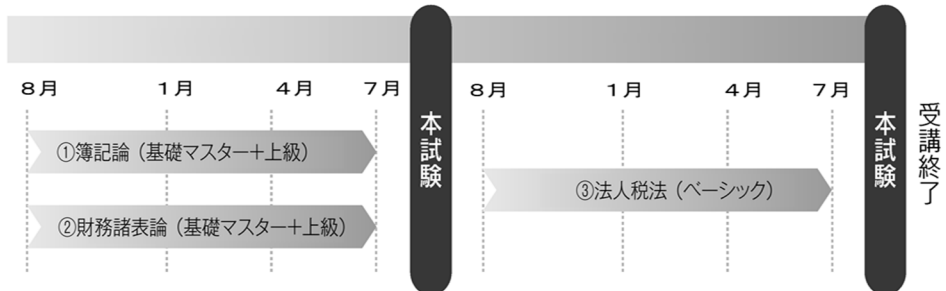 8月
1月
4月
7月
①簿記論（基礎マスター＋上級）
②財務諸表論（基礎マスター＋上級）
本試験
8月
1月
4月
7月
③法人税法（ベーシック）
本試験
受講終了